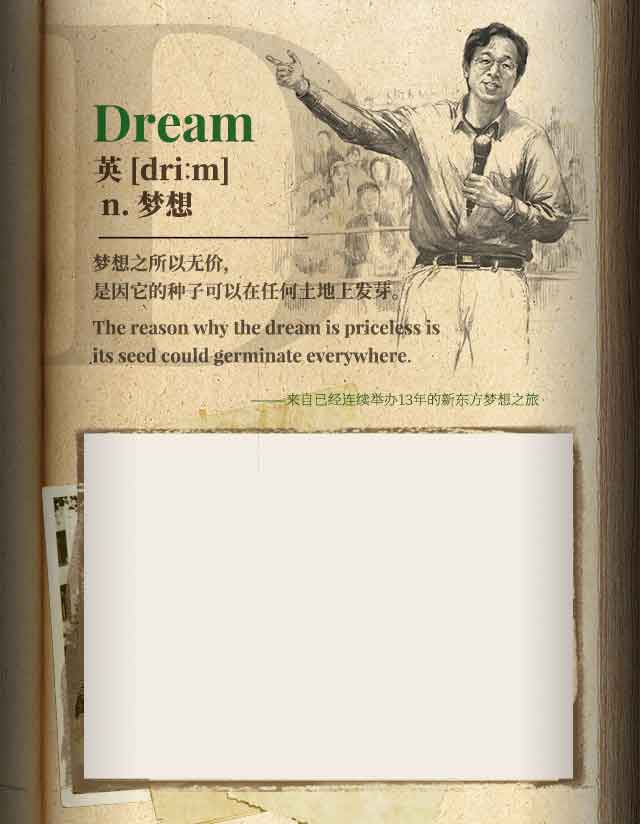 Dream
英 [dri:m]
n. 梦想
梦想之所以无价,
是因它的种子可以在任何土地上发芽。
The reason why the dream is priceless is
its seed could germinate everywhere.
——来自已经连续举办13年的新东方梦想之旅